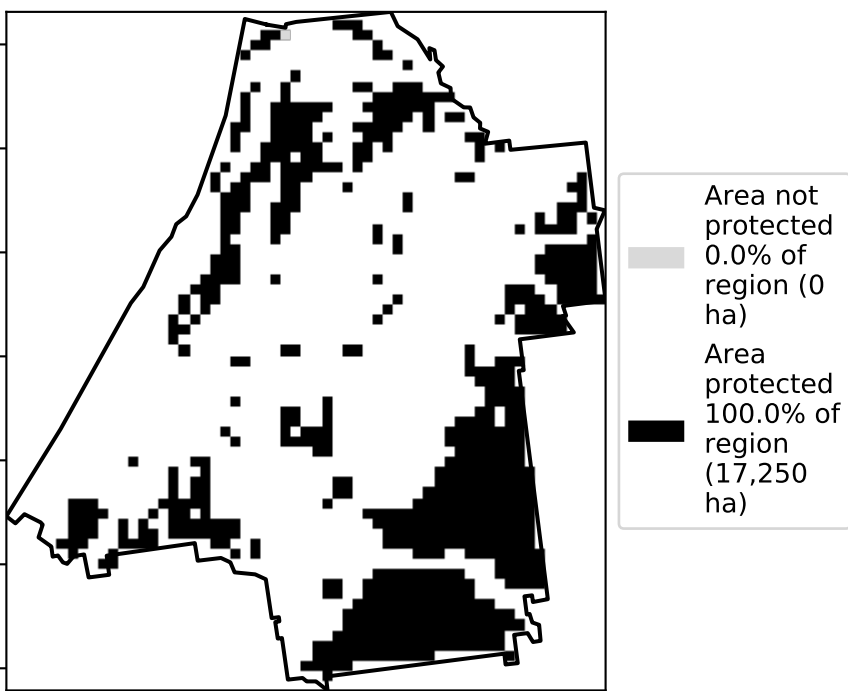 Area not
protected
0.0% of
region (0
ha)
Area
protected
100.0% of
region
(17,250
ha)